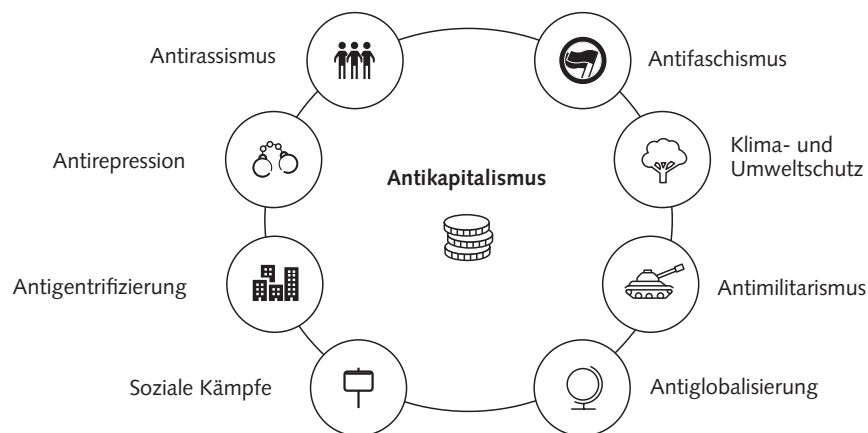 Antirassismus
Antifaschismus
Antirepression
Klima- und
Umweltschutz
Antikapitalismus
Antigentrifizierung
Antimilitarismus
Soziale Kämpfe
Antiglobalisierung